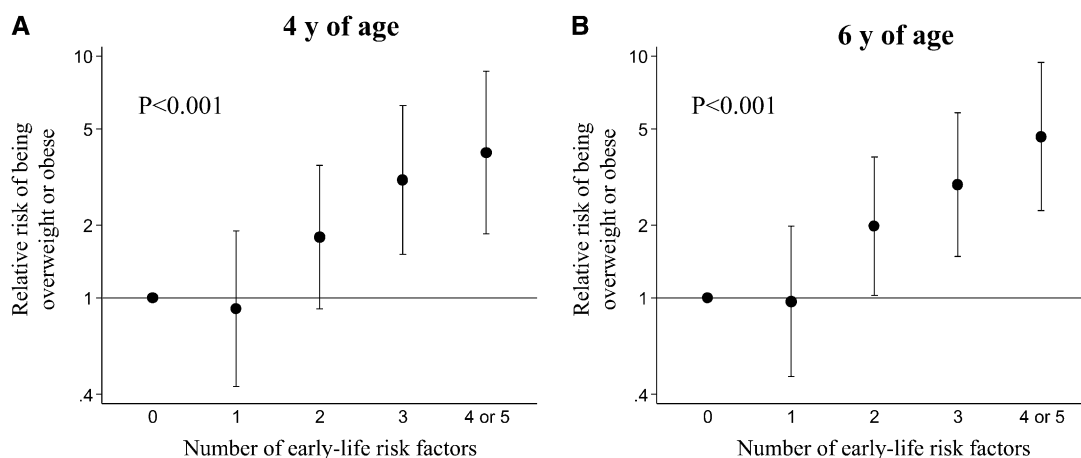 A
4 y of age
10
5
2
1
.4
P<0.001
Relative risk of being
overweight or obese
0
1
2
3
4 or 5
Number of early-life risk factors
B
6 y of age
10
5
2
1
.4
P<0.001
Relative risk of being
overweight or obese
0
1
2
3
4 or 5
Number of early-life risk factors